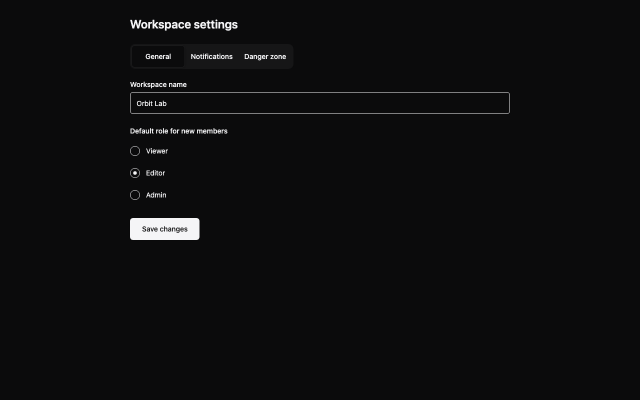 Workspace settings
General Notifications Danger zone
Workspace name
Orbit Lab
Default role for new members
Viewer
Editor
Admin
Save changes